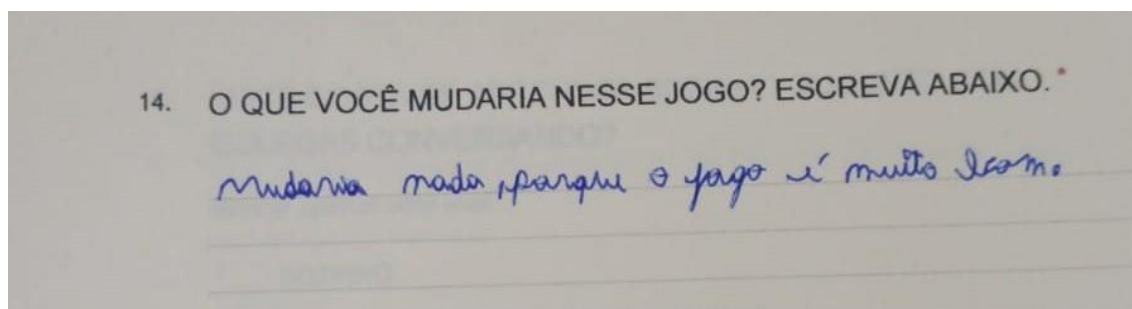 14. O QUE VOCÊ MUDARIA NESSE JOGO? ESCREVA ABAIXO. *
Mudaria nada, porque o jogo é muito bom.